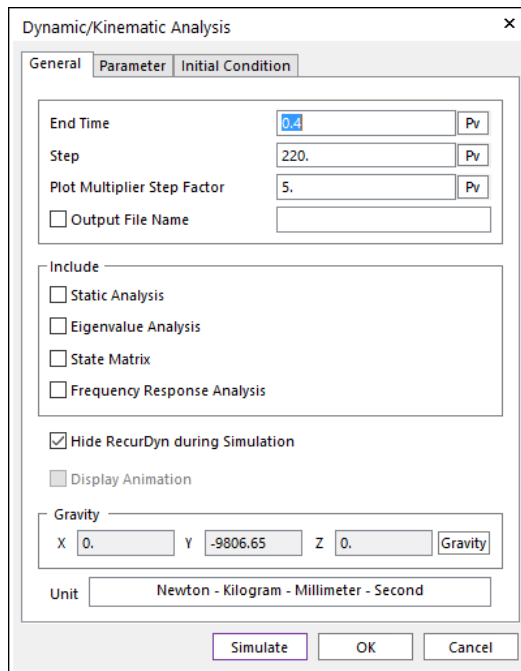 Dynamic/Kinematic Analysis
General Parameter Initial Condition
End Time 0.4 Pv
Step 220. Pv
Plot Multiplier Step Factor 5. Pv
Output File Name
Include
Static Analysis
Eigenvalue Analysis
State Matrix
Frequency Response Analysis
Hide RecurDyn during Simulation
Display Animation
Gravity
X 0. Y -9806.65 Z 0. Gravity
Unit Newton - Kilogram - Millimeter - Second
Simulate OK Cancel